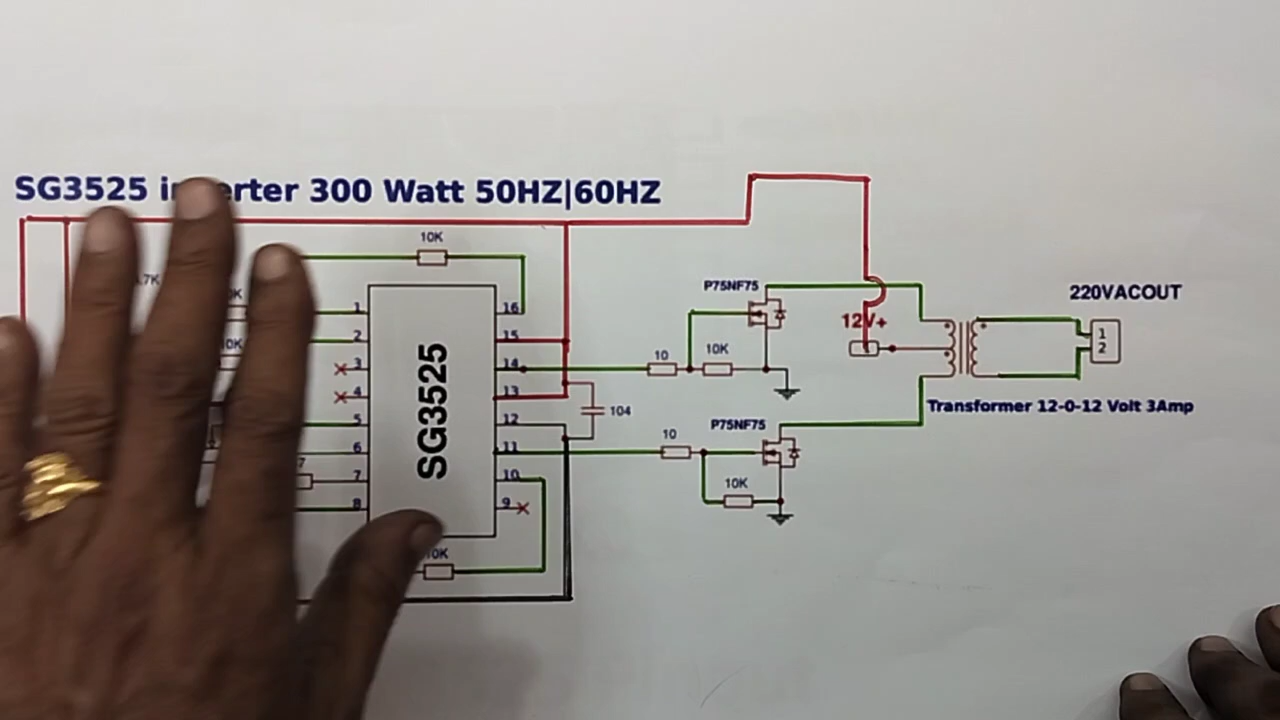 SG3525 inverter 300 Watt 50HZ|60HZ
10K
P75NF75
220VACOUT
1 16
12V+
2 15
1
2
3 14
10
10K
4 13
104
Transformer 12-0-12 Volt 3Amp
5 12
P75NF75
SG3525
6 11
10
7 10
10K
8 9